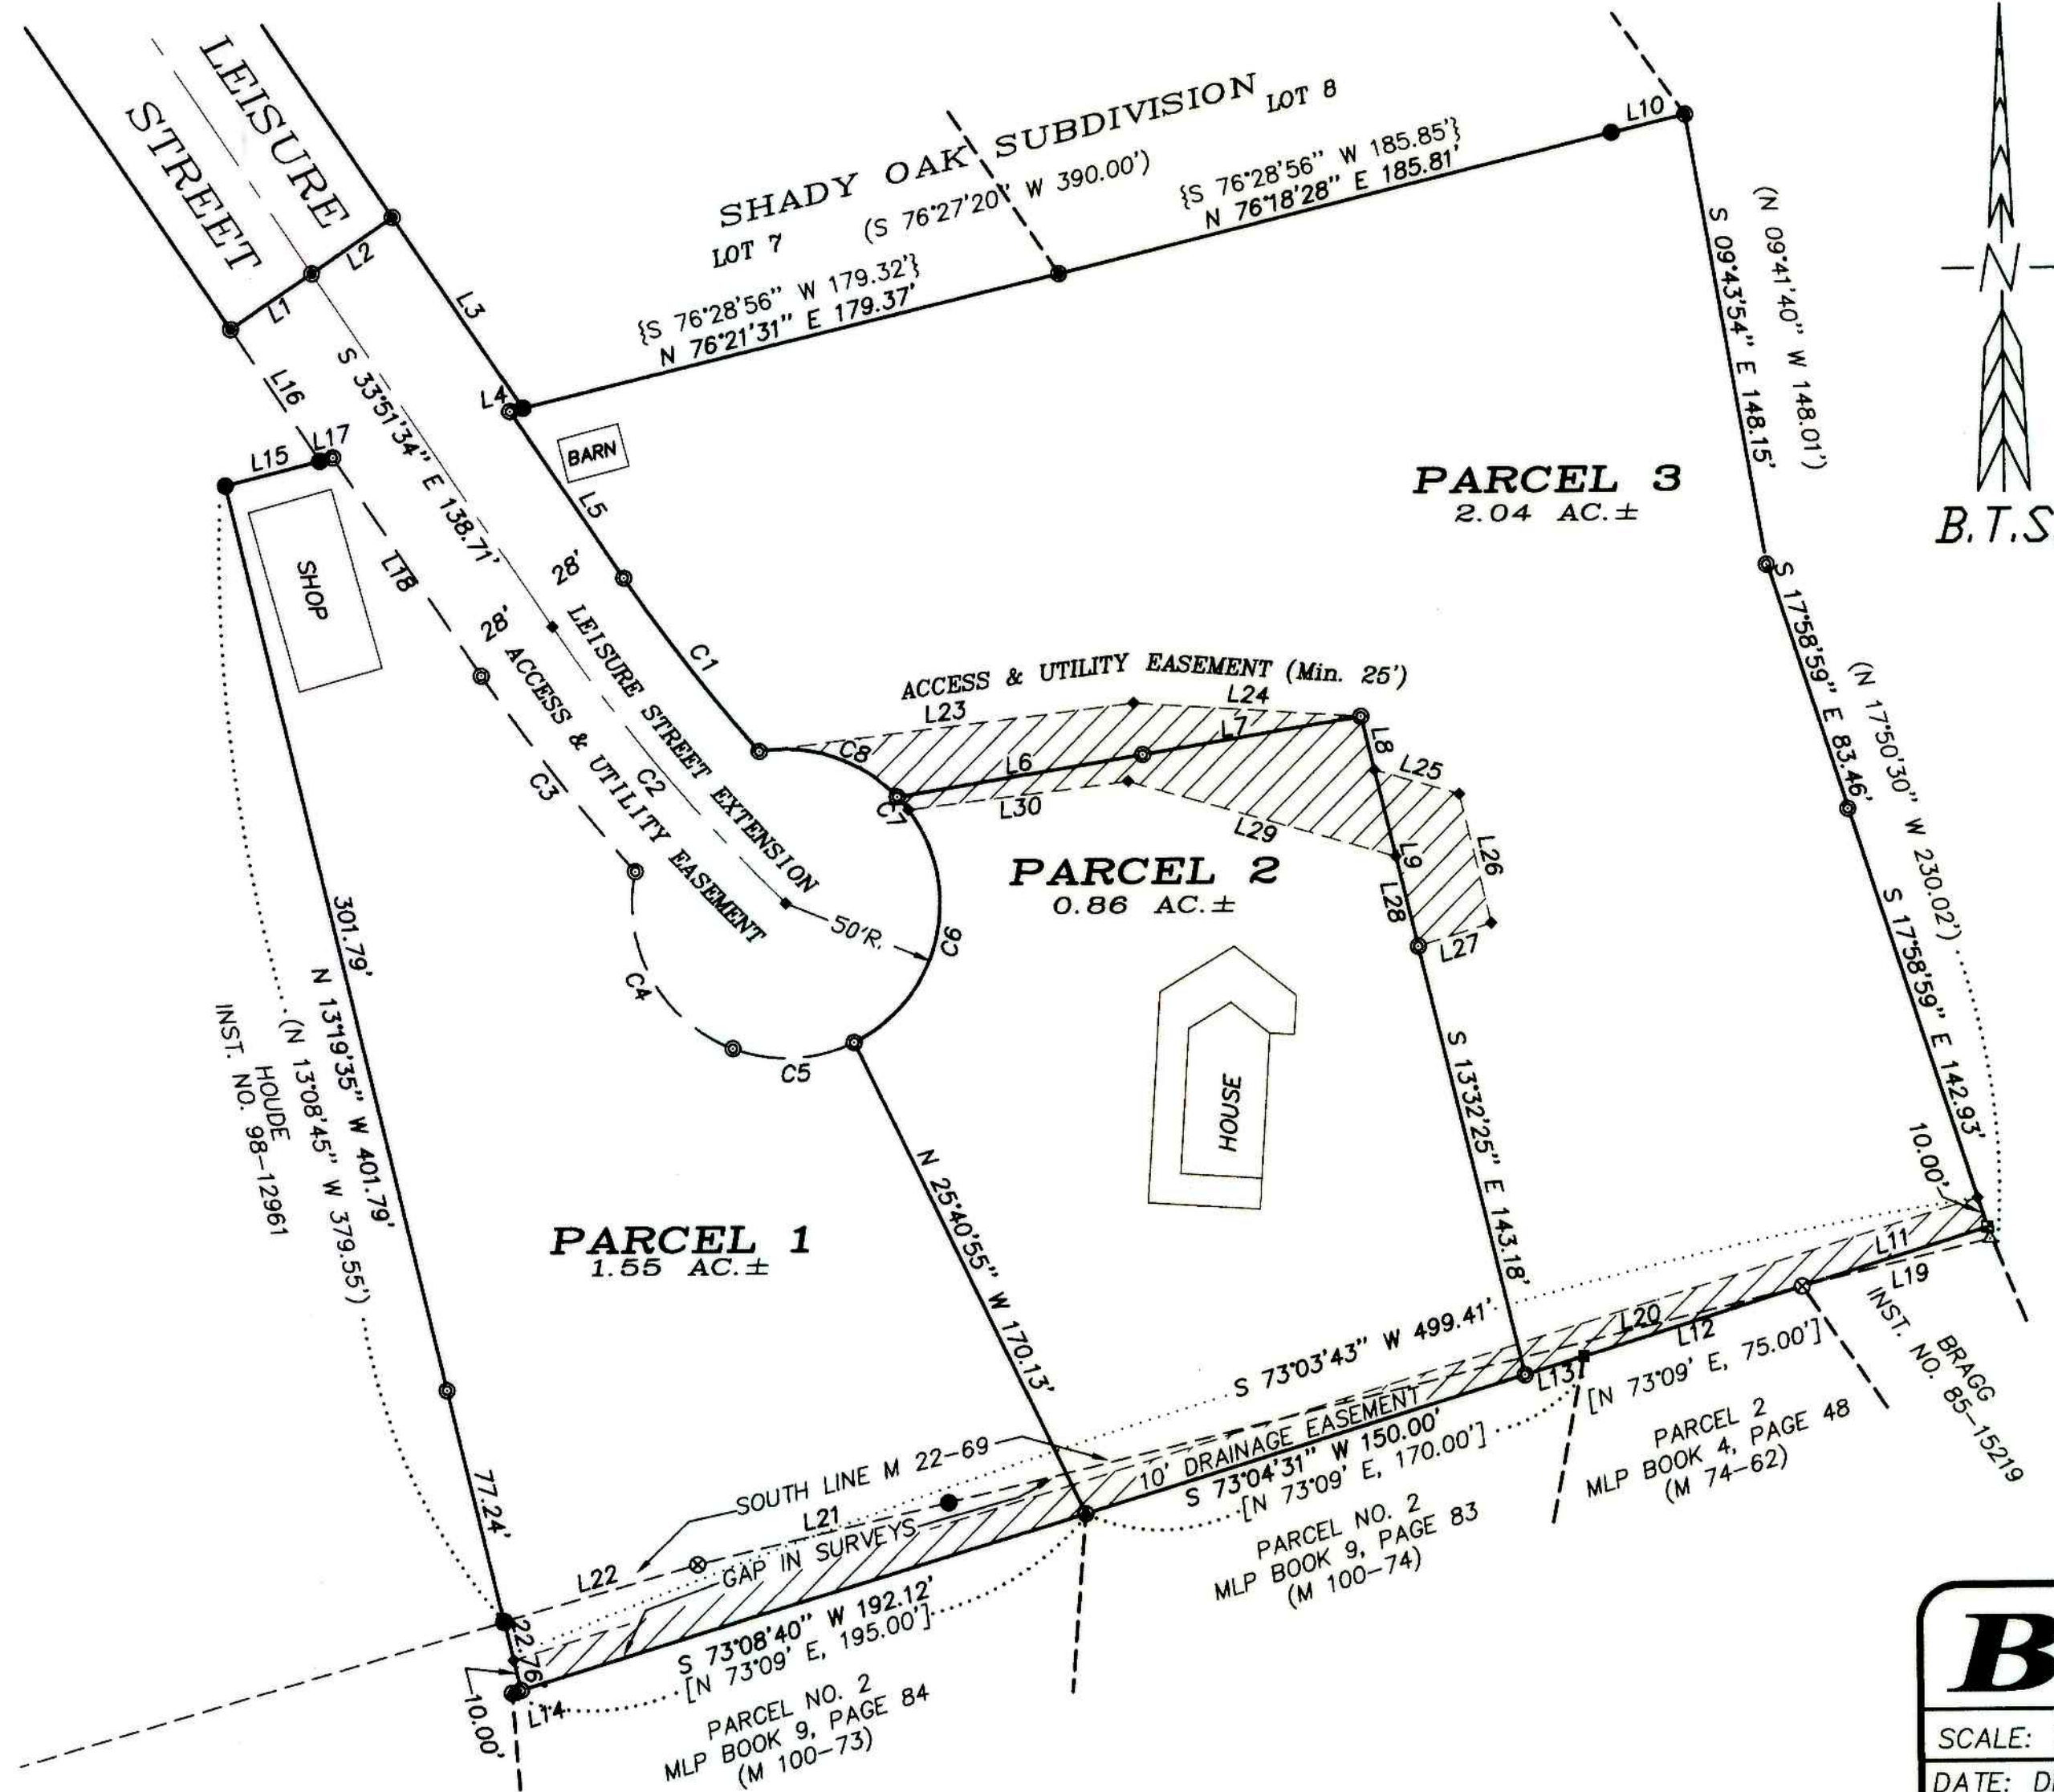 LEISURE
STREET
SHADY OAK SUBDIVISION
LOT 8
LOT 7
(S 76°27'20" W 390.00')
{S 76°28'56" W 185.85'}
N 76°18'28" E 185.81'
{S 76°28'56" W 179.32'}
N 76°21'31" E 179.37'
L10
L1
L2
L3
L4
L5
L16
L17
L15
L18
S 33°51'34" E 138.71'
BARN
SHOP
S 09°43'54" E 148.15'
(N 09°41'40" W 148.01')
N
B.T.S
PARCEL 3
2.04 AC.±
S 17°58'59" E 83.46'
(N 17°50'30" W 230.02')
S 17°58'59" E 142.93'
10.00'
28'
LEISURE STREET EXTENSION
28'
ACCESS & UTILITY EASEMENT
C1
C2
C3
C4
C5
C6
C7
C8
50'R.
ACCESS & UTILITY EASEMENT (Min. 25')
L23
L24
L6
L7
L8
L25
L26
L9
L28
L27
L29
L30
PARCEL 2
0.86 AC.±
HOUSE
S 13°32'25" E 143.18'
301.79'
N 13°19'35" W 401.79'
(N 13°08'45" W 379.55')
HOUDE
INST. NO. 98-12961
PARCEL 1
1.55 AC.±
N 25°40'55" W 170.13'
77.24'
22.76'
10.00'
L14
L11
L19
L20
L12
L13
[N 73°09' E, 75.00']
BRAGG
INST. NO. 85-15219
PARCEL 2
MLP BOOK 4, PAGE 48
(M 74-62)
S 73°03'43" W 499.41'
10' DRAINAGE EASEMENT
S 73°04'31" W 150.00'
[N 73°09' E, 170.00']
PARCEL NO. 2
MLP BOOK 9, PAGE 83
(M 100-74)
SOUTH LINE M 22-69
L21
L22
GAP IN SURVEYS
S 73°08'40" W 192.12'
[N 73°09' E, 195.00']
PARCEL NO. 2
MLP BOOK 9, PAGE 84
(M 100-73)
B
SCALE:
DATE: D